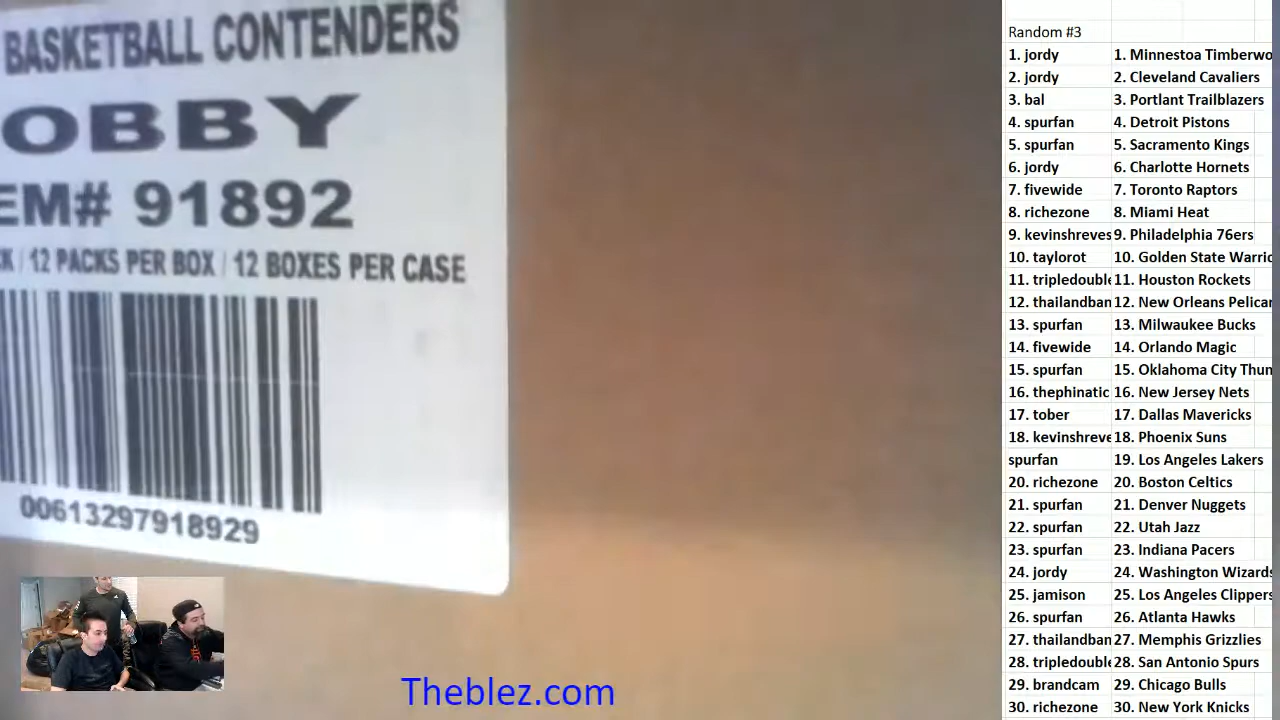 BASKETBALL CONTENDERS
OBBY
EM# 91892
K / 12 PACKS PER BOX / 12 BOXES PER CASE
00613297918929
Theblez.com
Random #3
1. jordy 1. Minnestoa Timberwo
2. jordy 2. Cleveland Cavaliers
3. bal 3. Portlant Trailblazers
4. spurfan 4. Detroit Pistons
5. spurfan 5. Sacramento Kings
6. jordy 6. Charlotte Hornets
7. fivewide 7. Toronto Raptors
8. richezone 8. Miami Heat
9. kevinshreves 9. Philadelphia 76ers
10. taylorot 10. Golden State Warric
11. tripledouble 11. Houston Rockets
12. thailandban 12. New Orleans Pelican
13. spurfan 13. Milwaukee Bucks
14. fivewide 14. Orlando Magic
15. spurfan 15. Oklahoma City Thun
16. thephinatic 16. New Jersey Nets
17. tober 17. Dallas Mavericks
18. kevinshreve 18. Phoenix Suns
spurfan 19. Los Angeles Lakers
20. richezone 20. Boston Celtics
21. spurfan 21. Denver Nuggets
22. spurfan 22. Utah Jazz
23. spurfan 23. Indiana Pacers
24. jordy 24. Washington Wizards
25. jamison 25. Los Angeles Clippers
26. spurfan 26. Atlanta Hawks
27. thailandban 27. Memphis Grizzlies
28. tripledouble 28. San Antonio Spurs
29. brandcam 29. Chicago Bulls
30. richezone 30. New York Knicks